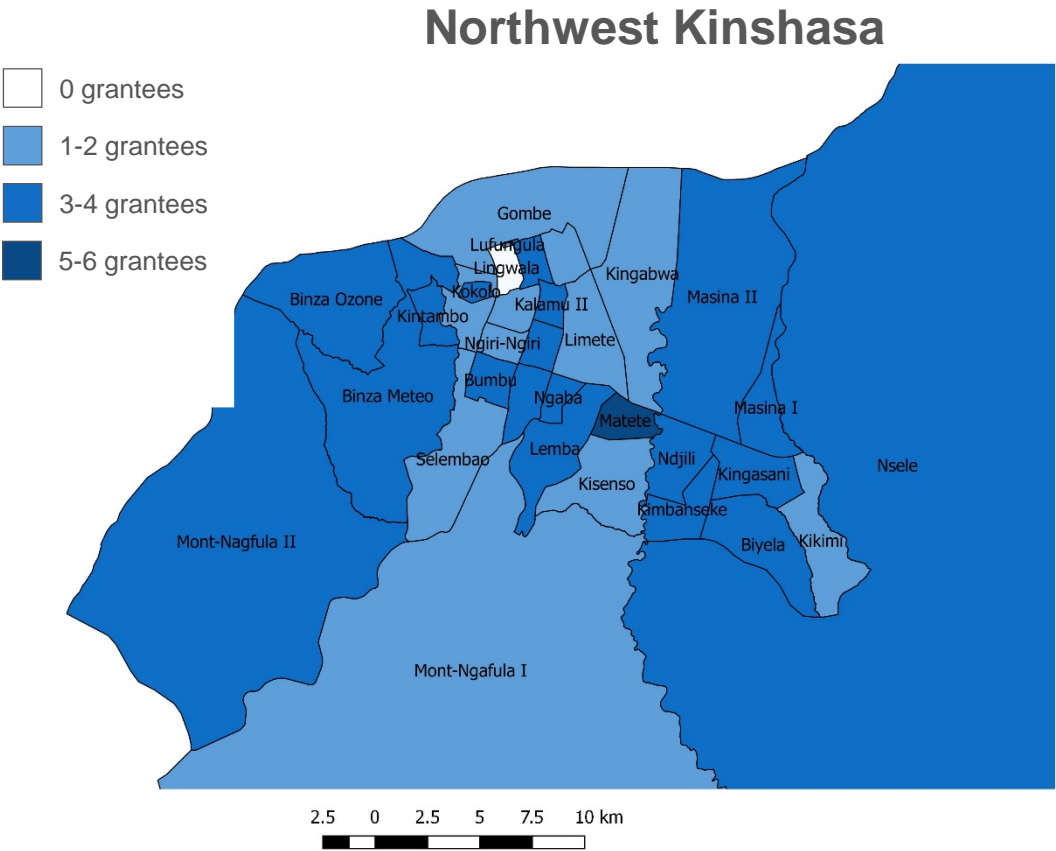 Northwest Kinshasa
0 grantees
1-2 grantees
3-4 grantees
5-6 grantees
Gombe
Lufungula
Lingwala
Kingabwa
Kokolo
Binza Ozone
Kalamu II
Masina II
Kintambo
Ngiri-Ngiri
Limete
Bumbu
Binza Meteo
Ngaba
Masina I
Matete
Lemba
Selembao
Ndjili
Nsele
Kingasani
Kisenso
Kimbanseke
Mont-Nagfula II
Biyela
Kikimi
Mont-Ngafula I
2.5 0 2.5 5 7.5 10 km